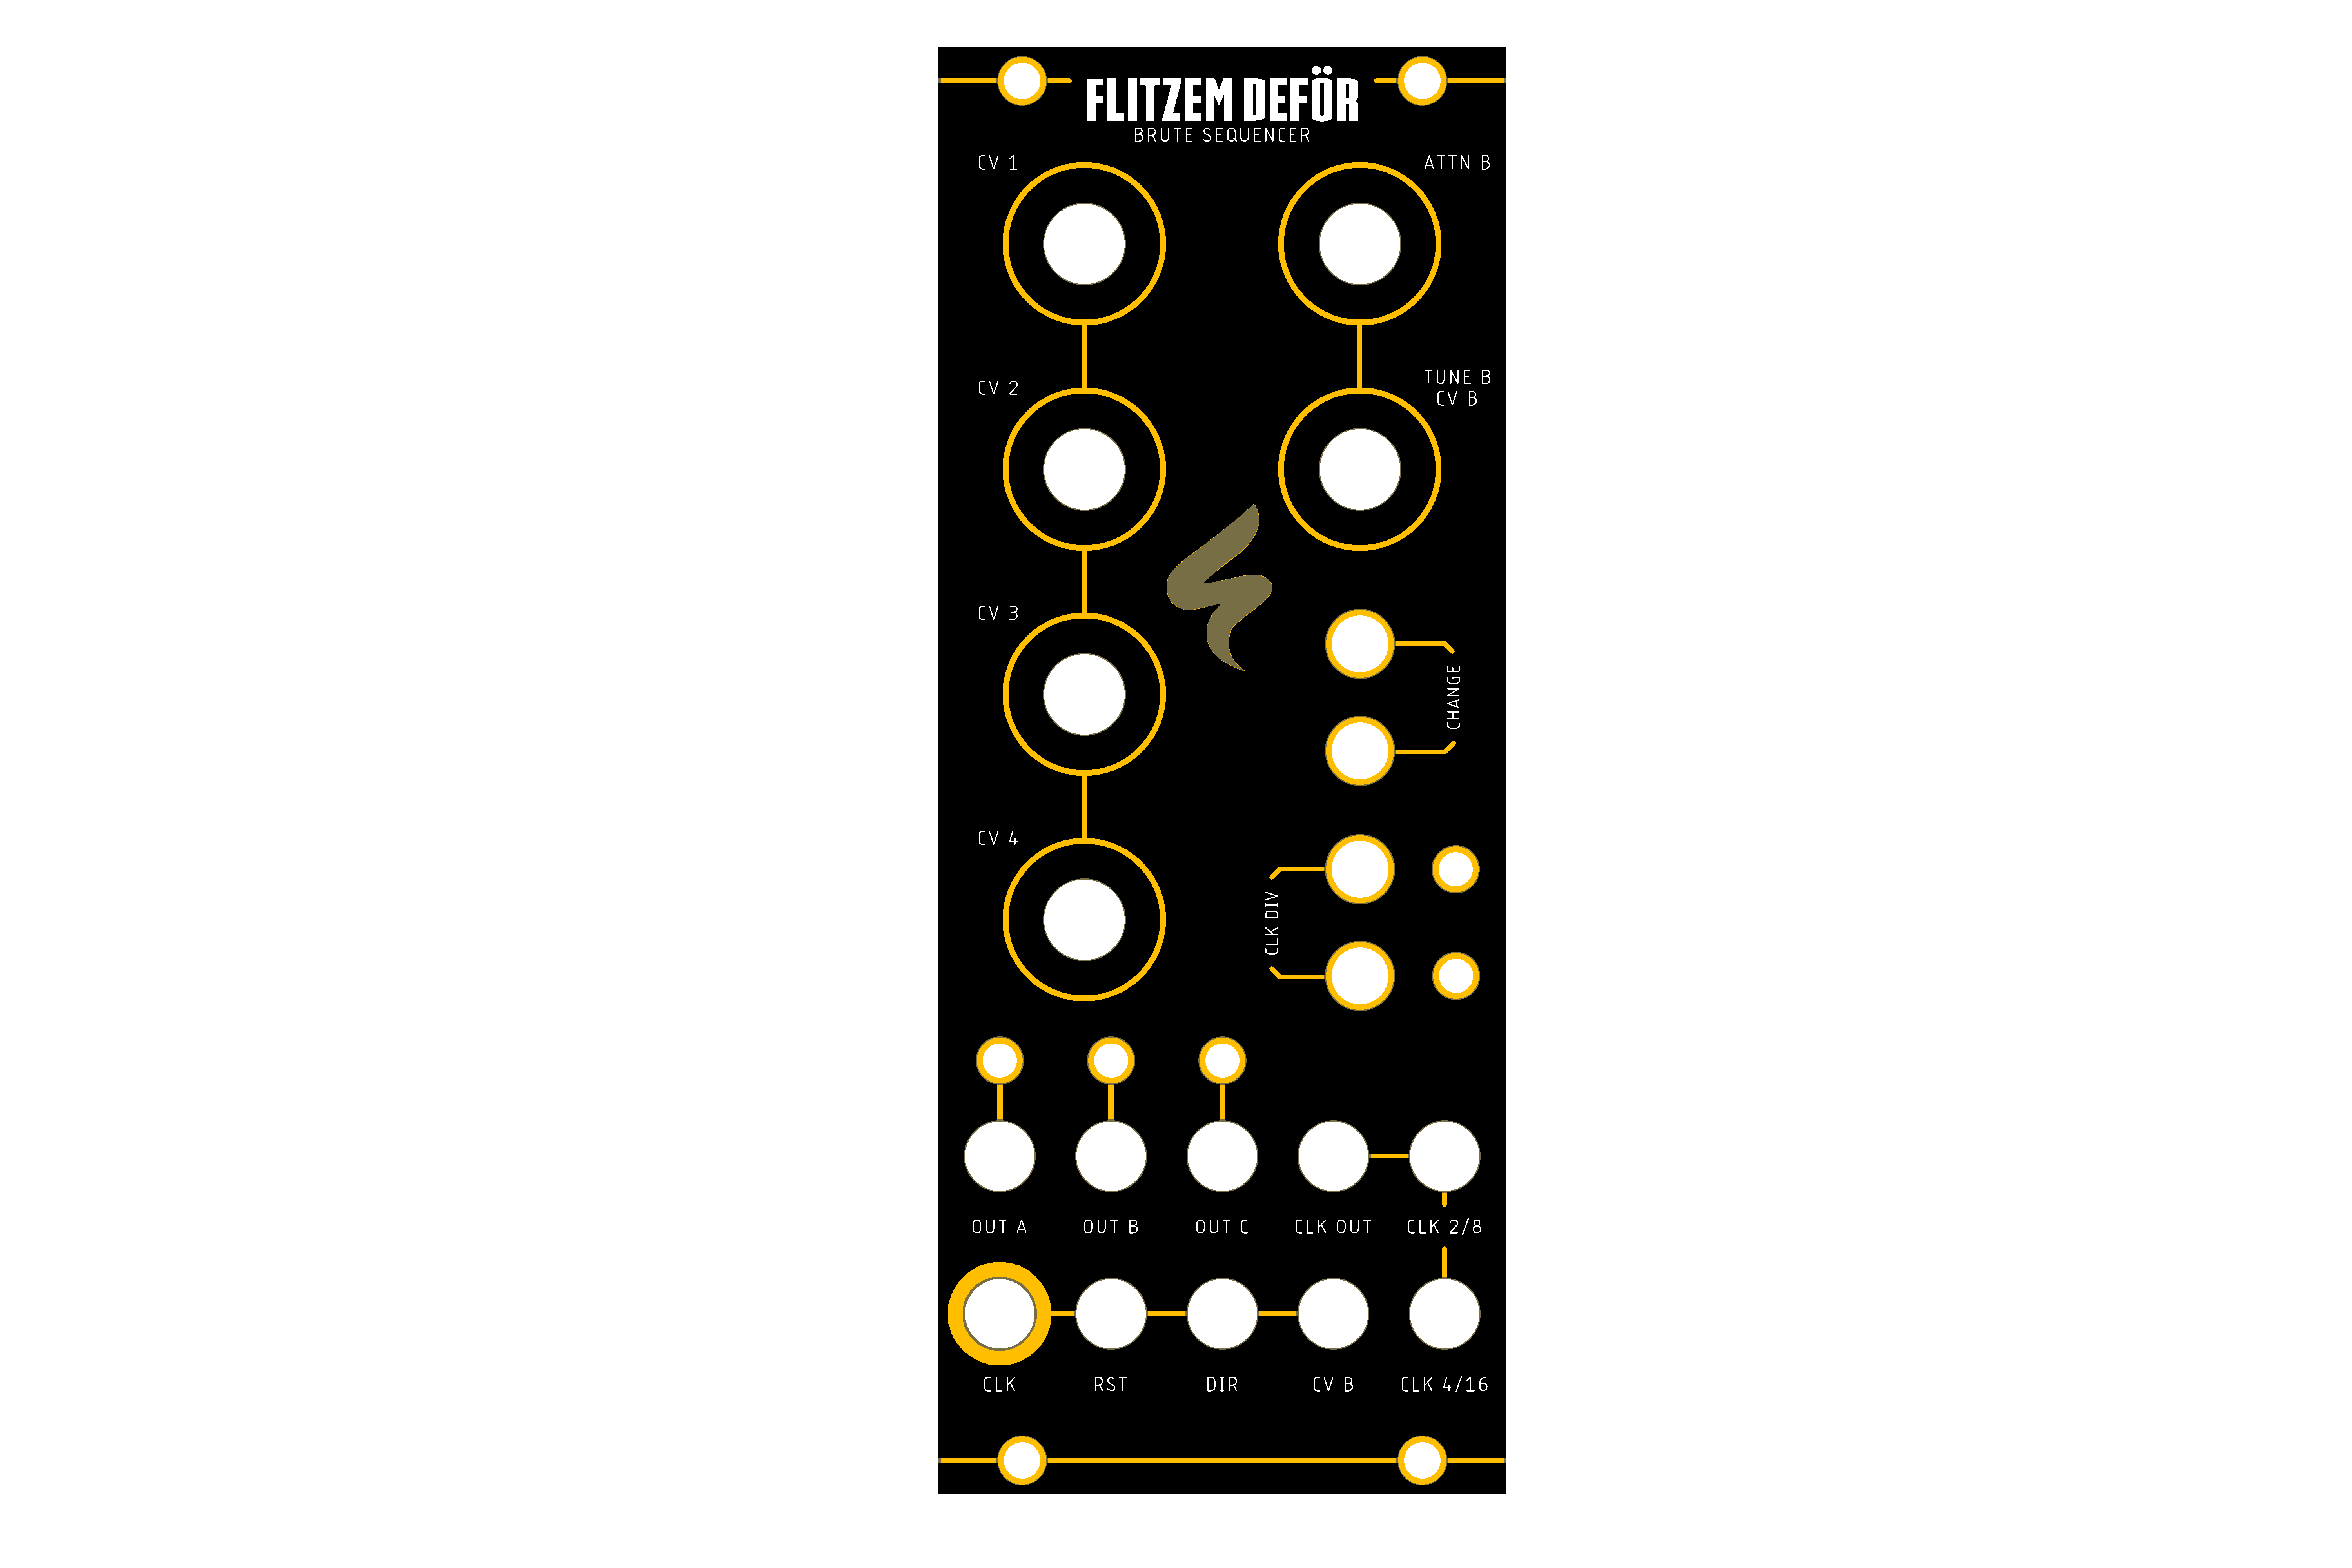 FLITZEM DEFÖR
BRUTE SEQUENCER
CV 1
ATTN B
CV 2
TUNE B
CV B
CV 3
CHANGE
CV 4
CLK DIV
OUT A
OUT B
OUT C
CLK OUT
CLK 2/8
CLK
RST
DIR
CV B
CLK 4/16